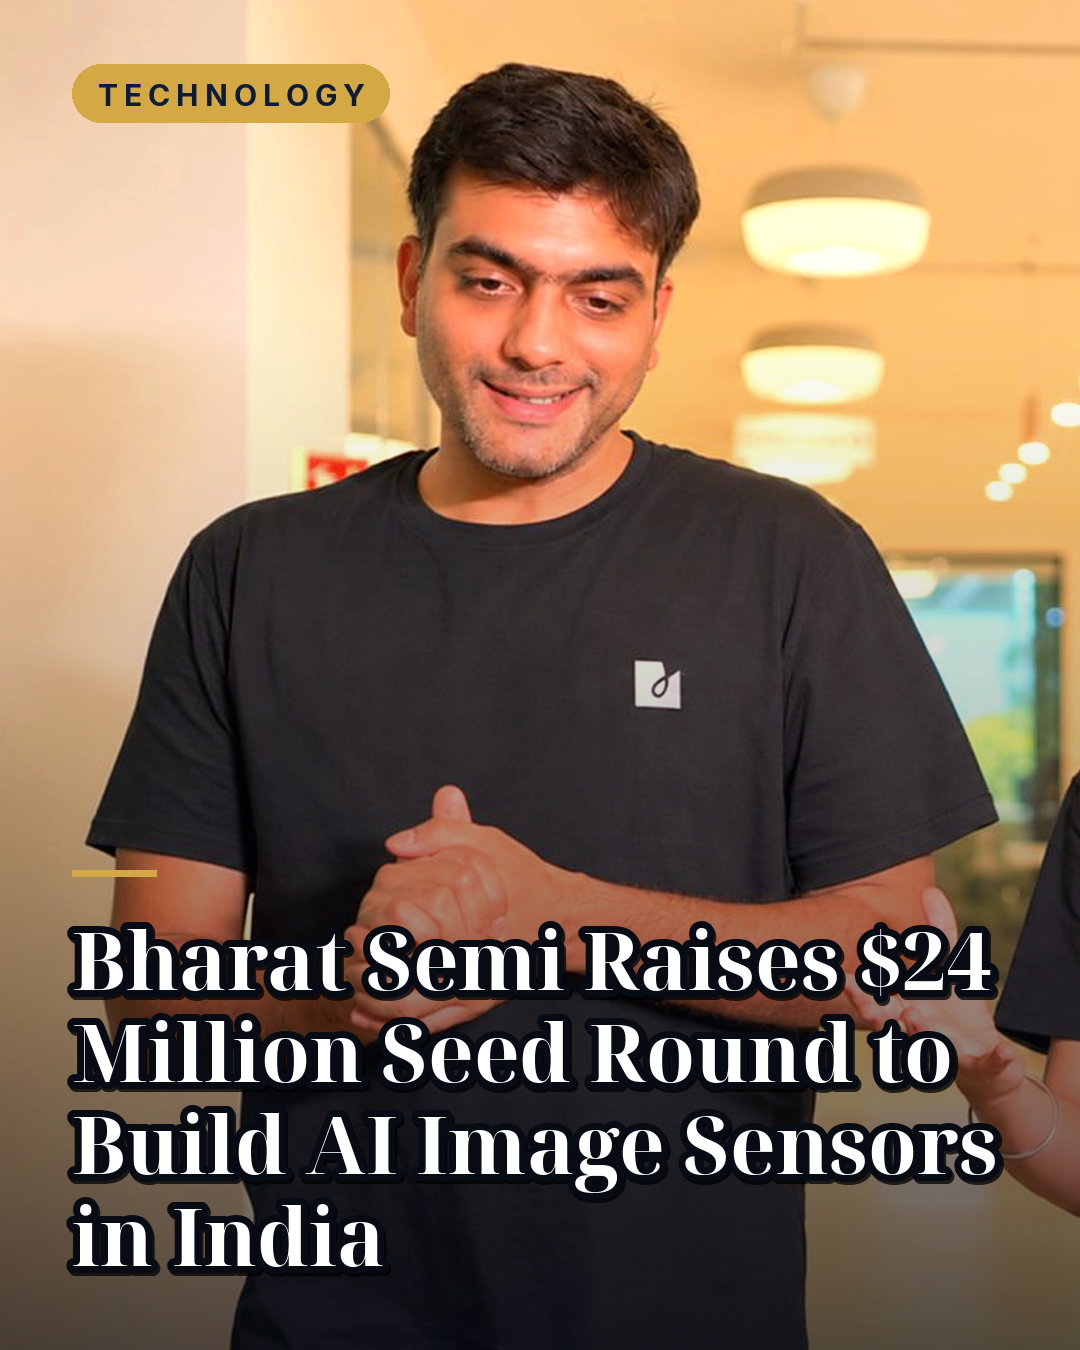 TECHNOLOGY
Bharat Semi Raises $24
Million Seed Round to
Build AI Image Sensors
in India